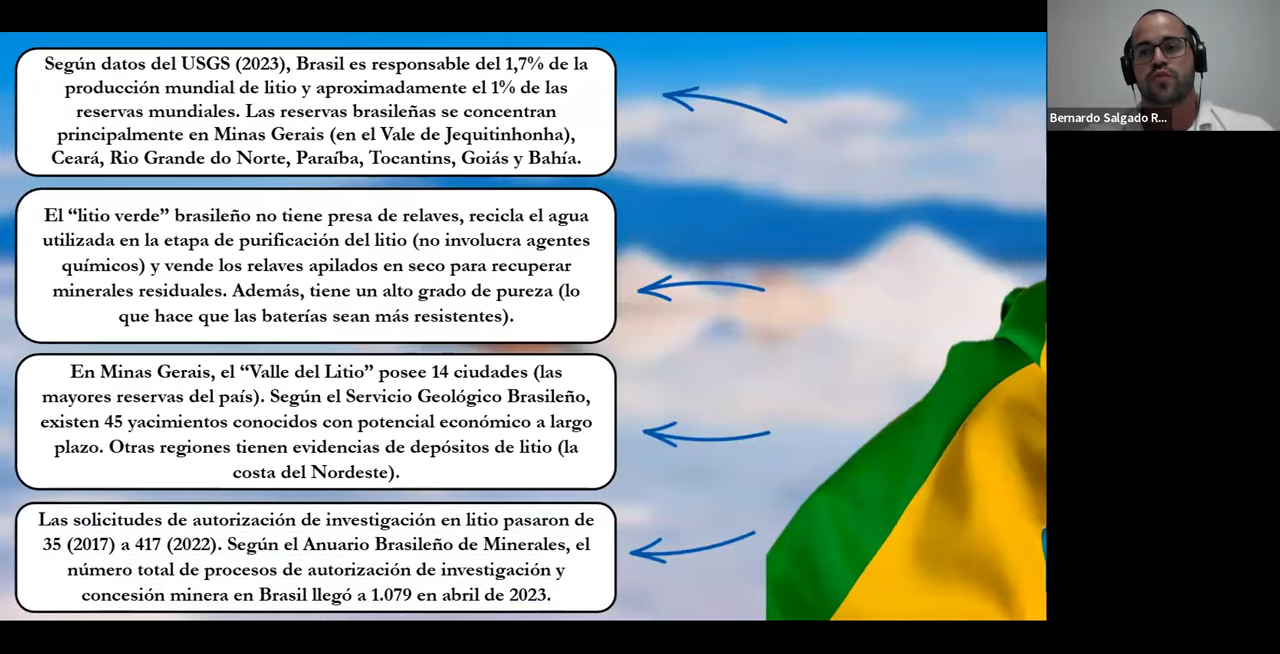 Según datos del USGS (2023), Brasil es responsable del 1,7% de la
producción mundial de litio y aproximadamente el 1% de las
reservas mundiales. Las reservas brasileñas se concentran
principalmente en Minas Gerais (en el Vale de Jequitinhonha),
Ceará, Rio Grande do Norte, Paraíba, Tocantins, Goiás y Bahía.
El “litio verde” brasileño no tiene presa de relaves, recicla el agua
utilizada en la etapa de purificación del litio (no involucra agentes
químicos) y vende los relaves apilados en seco para recuperar
minerales residuales. Además, tiene un alto grado de pureza (lo
que hace que las baterías sean más resistentes).
En Minas Gerais, el “Valle del Litio” posee 14 ciudades (las
mayores reservas del país). Según el Servicio Geológico Brasileño,
existen 45 yacimientos conocidos con potencial económico a largo
plazo. Otras regiones tienen evidencias de depósitos de litio (la
costa del Nordeste).
Las solicitudes de autorización de investigación en litio pasaron de
35 (2017) a 417 (2022). Según el Anuario Brasileño de Minerales, el
número total de procesos de autorización de investigación y
concesión minera en Brasil llegó a 1.079 en abril de 2023.
Bernardo Salgado R...